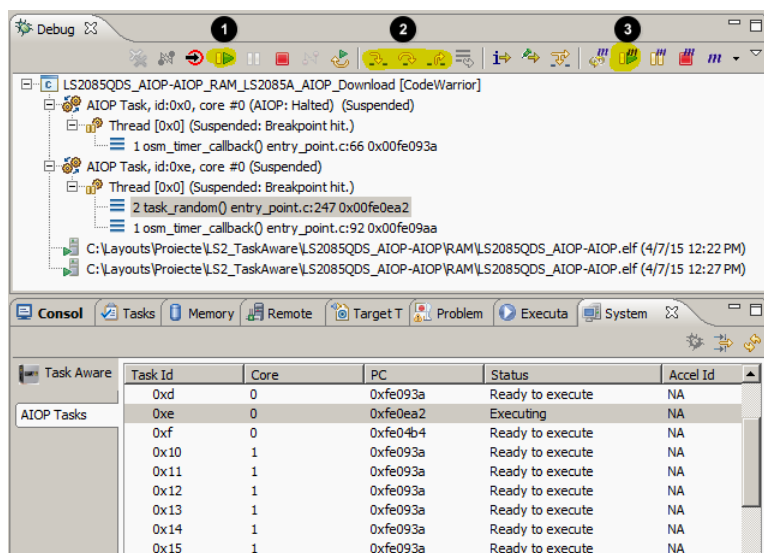 1 2 3
Debug
m
LS2085QDS_AIOP-AIOP_RAM_LS2085A_AIOP_Download [CodeWarrior]
AIOP Task, id:0x0, core #0 (AIOP: Halted) (Suspended)
Thread [0x0] (Suspended: Breakpoint hit.)
1 osm_timer_callback() entry_point.c:66 0x00fe093a
AIOP Task, id:0xe, core #0 (Suspended)
Thread [0x0] (Suspended: Breakpoint hit.)
2 task_random() entry_point.c:247 0x00fe0ea2
1 osm_timer_callback() entry_point.c:92 0x00fe09aa
C:\Layouts\Proiecte\LS2_TaskAware\LS2085QDS_AIOP-AIOP\RAM\LS2085QDS_AIOP-AIOP.elf (4/7/15 12:22 PM)
C:\Layouts\Proiecte\LS2_TaskAware\LS2085QDS_AIOP-AIOP\RAM\LS2085QDS_AIOP-AIOP.elf (4/7/15 12:27 PM)
Consol Tasks Memory Remote Target T Problem Executa System
Task Aware Task Id Core PC Status Accel Id
0xd 0 0xfe093a Ready to execute NA
AIOP Tasks 0xe 0 0xfe0ea2 Executing NA
0xf 0 0xfe04b4 Ready to execute NA
0x10 1 0xfe093a Ready to execute NA
0x11 1 0xfe093a Ready to execute NA
0x12 1 0xfe093a Ready to execute NA
0x13 1 0xfe093a Ready to execute NA
0x14 1 0xfe093a Ready to execute NA
0x15 1 0xfe093a Ready to execute NA